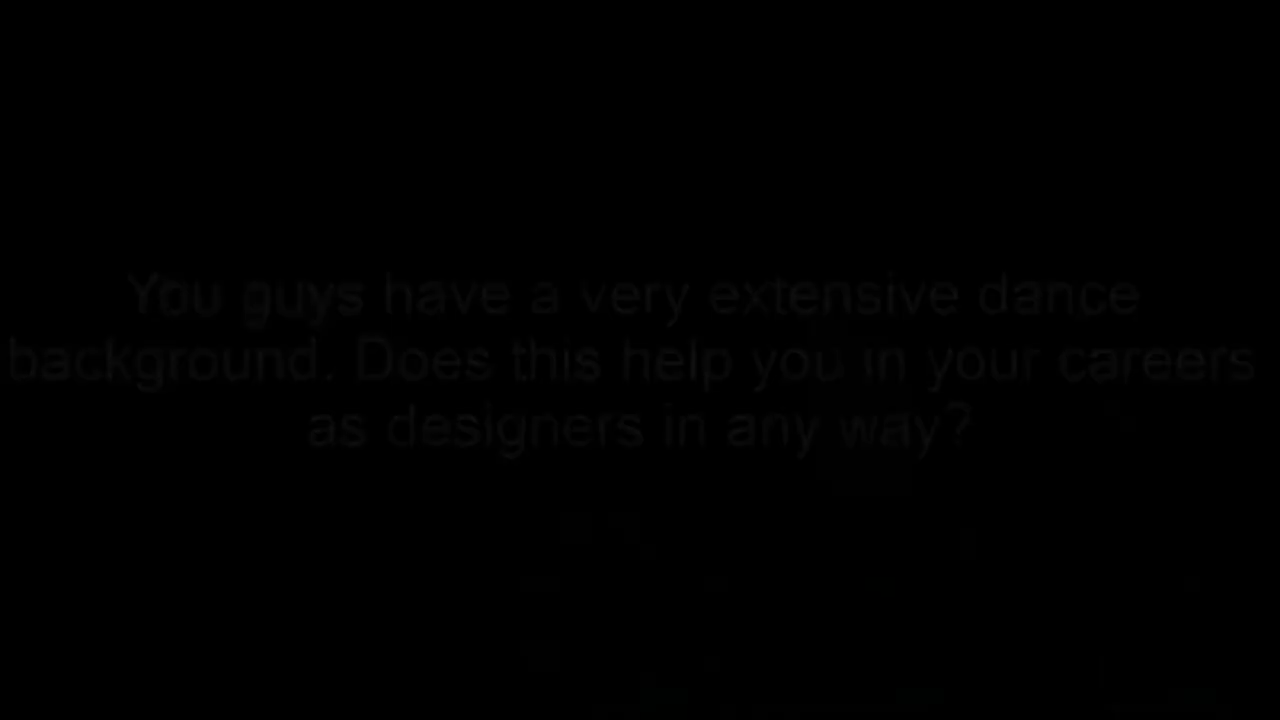 You guys have a very extensive dance
background. Does this help you in your careers
as designers in any way?